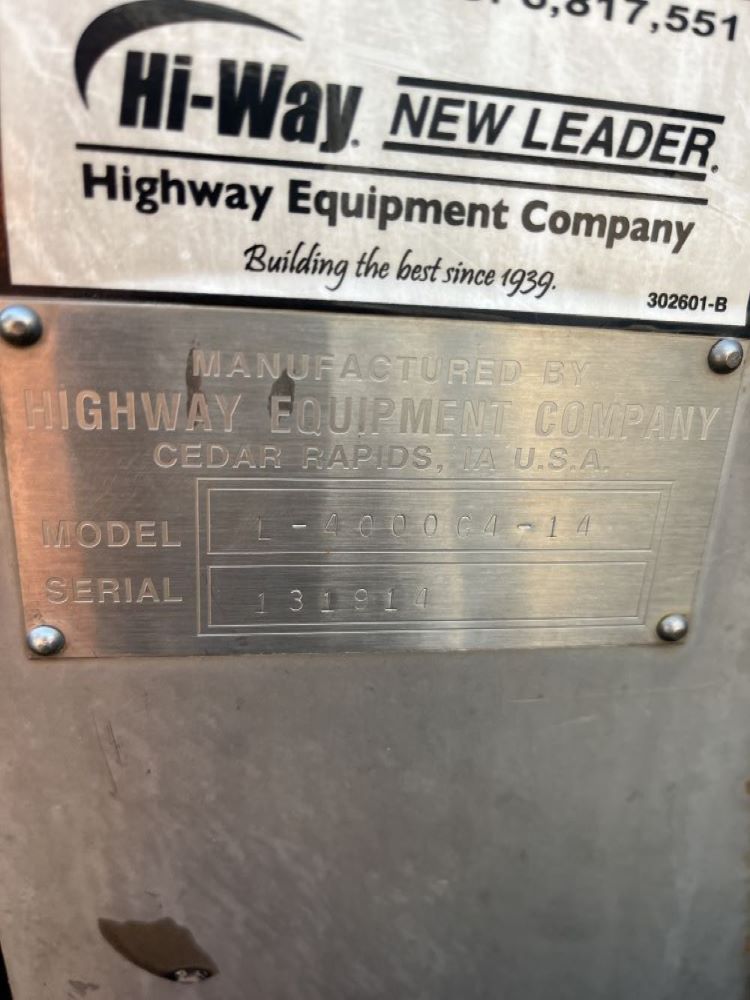 6,817,551
Hi-Way. NEW LEADER.
Highway Equipment Company
Building the best since 1939.
302601-B
MANUFACTURED BY
HIGHWAY EQUIPMENT COMPANY
CEDAR RAPIDS, IA U.S.A.
MODEL L-4000G4-14
SERIAL 131914